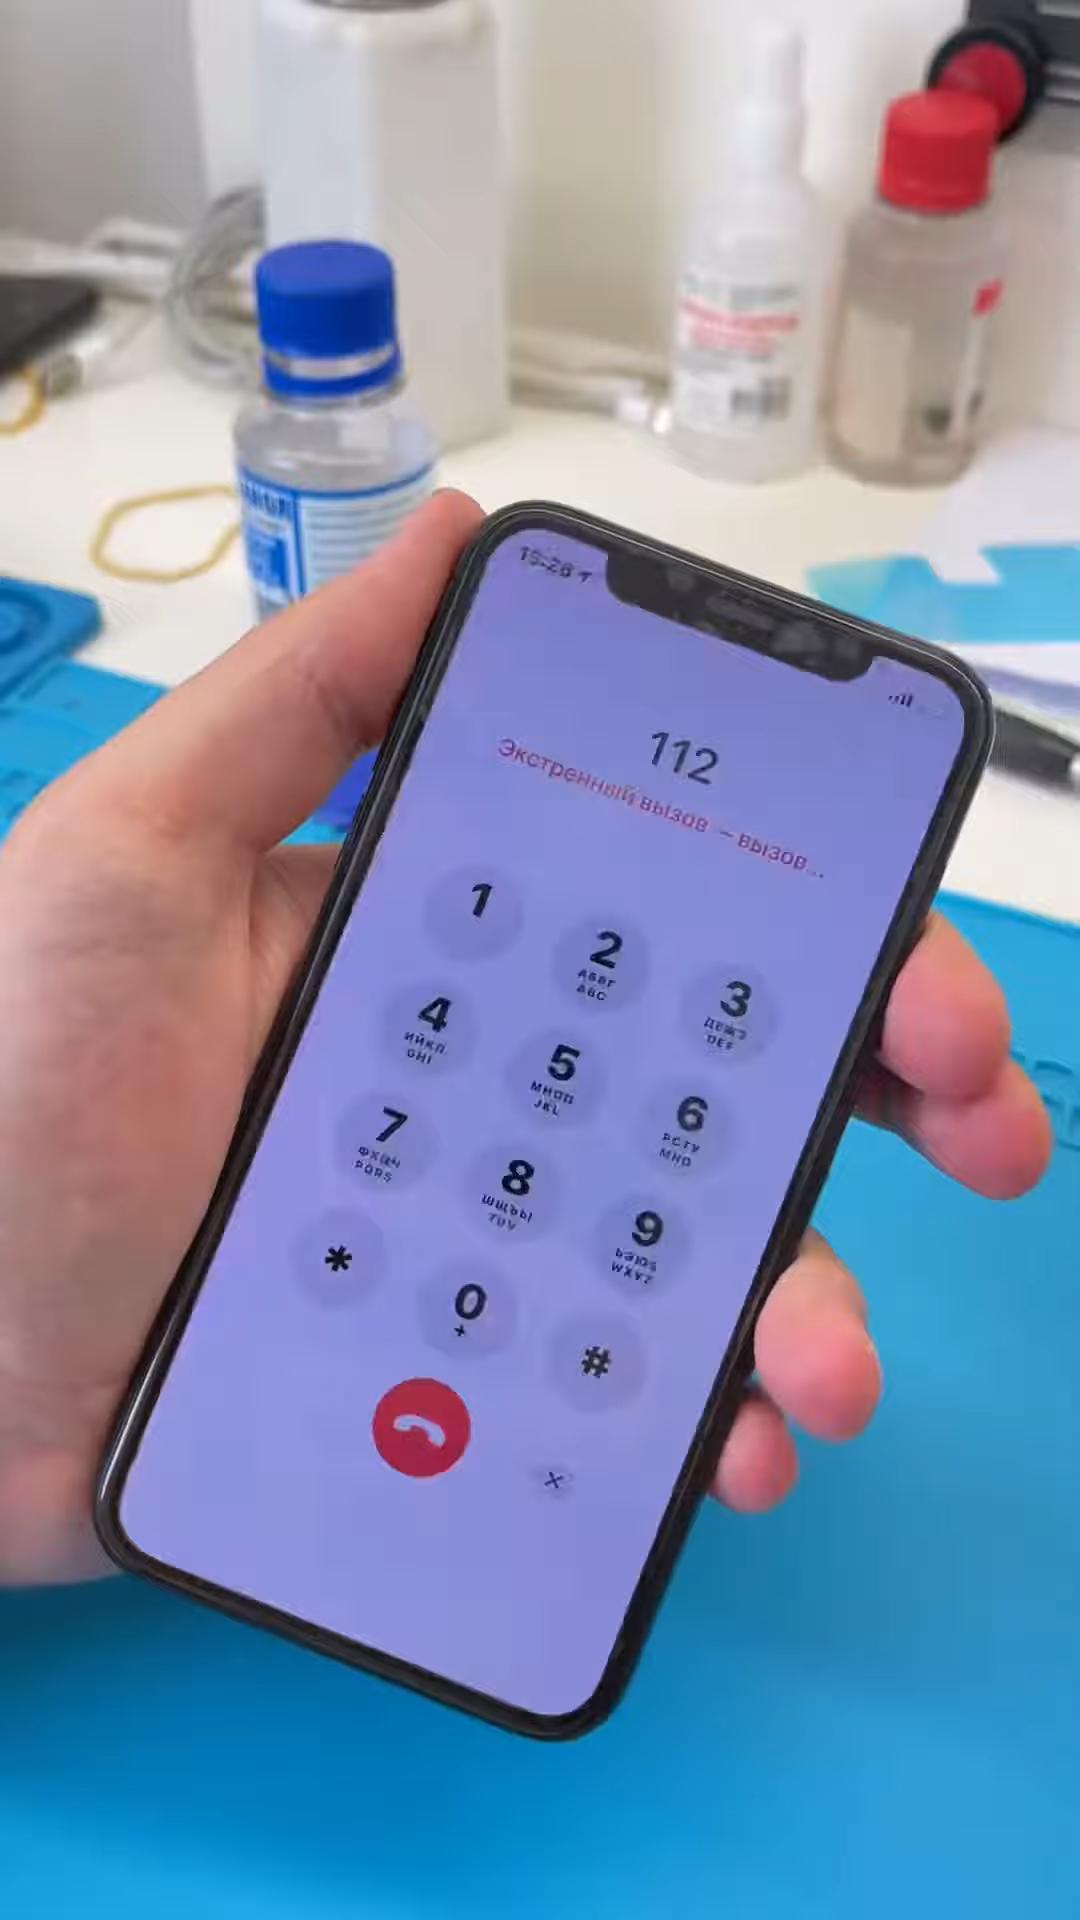 15:26
112
Экстренный вызов – вызов...
1
2
АБВГ
ABC
3
ДЕЖЗ
DEF
4
ИЙКЛ
GHI
5
МНОП
JKL
6
РСТУ
MNO
7
ФХЦЧ
PQRS
8
ШЩЪЫ
TUV
9
ЬЭЮЯ
WXYZ
*
0
+
#